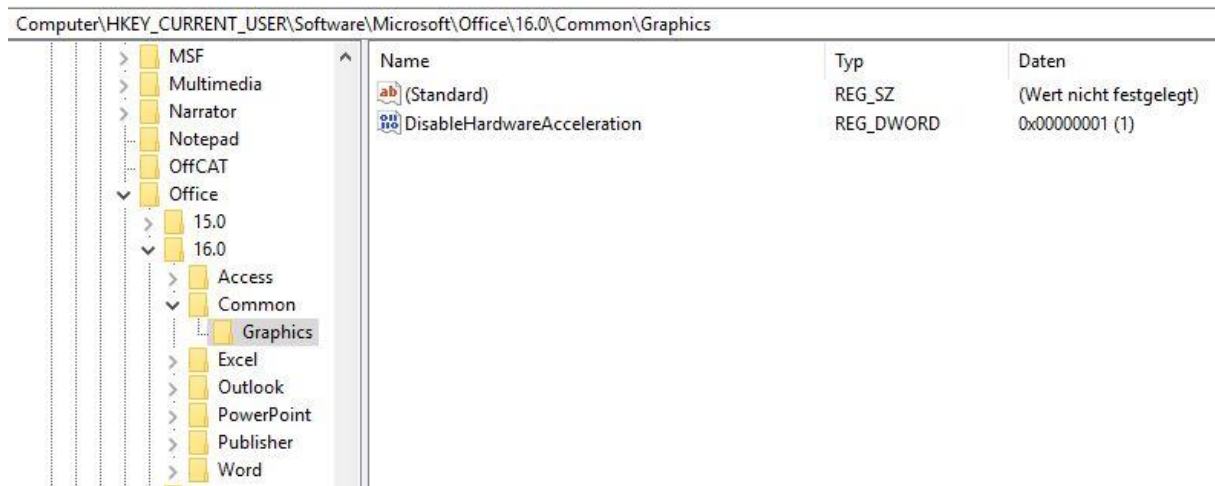 Computer\HKEY_CURRENT_USER\Software\Microsoft\Office\16.0\Common\Graphics
MSF
Multimedia
Narrator
Notepad
OffCAT
Office
15.0
16.0
Access
Common
Graphics
Excel
Outlook
PowerPoint
Publisher
Word
Name Typ Daten
(Standard) REG_SZ (Wert nicht festgelegt)
DisableHardwareAcceleration REG_DWORD 0x00000001 (1)